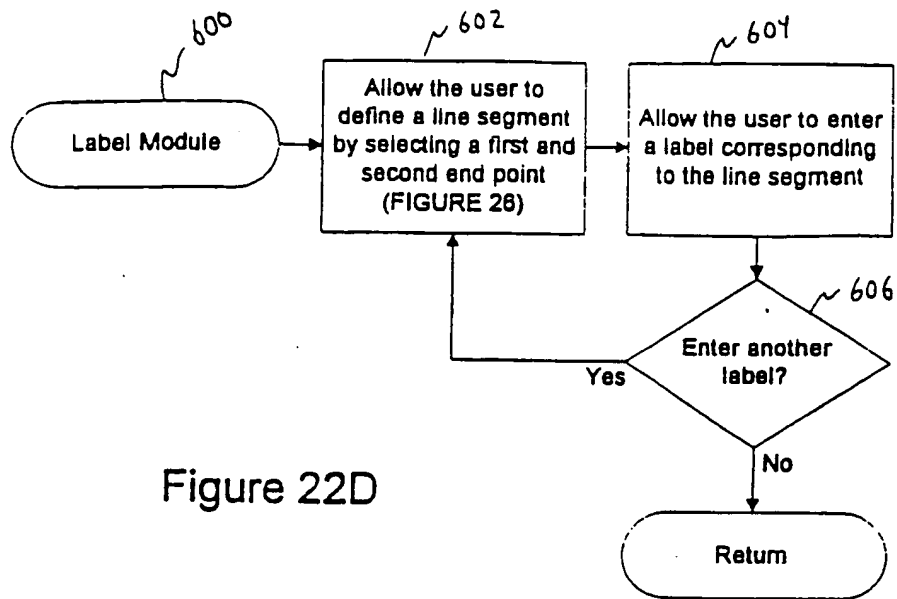 600
Label Module
602
Allow the user to
define a line segment
by selecting a first and
second end point
(FIGURE 26)
604
Allow the user to enter
a label corresponding
to the line segment
606
Enter another
label?
Yes
No
Return
Figure 22D